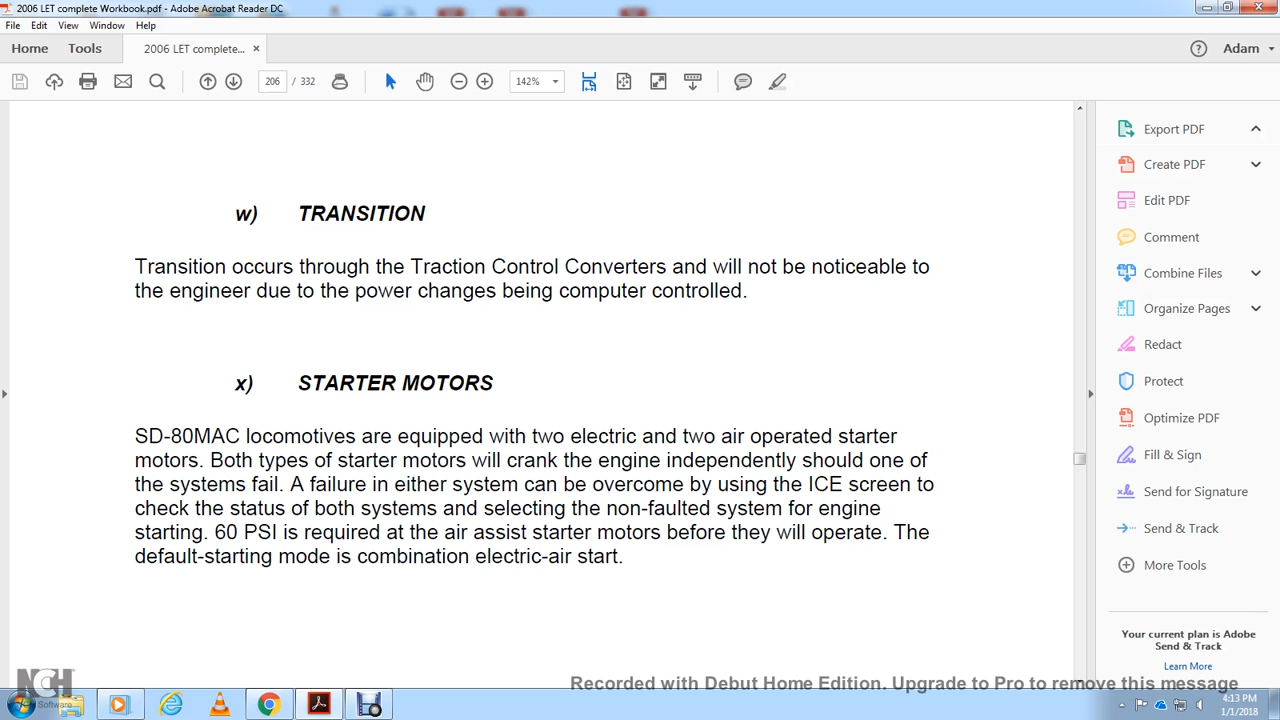 2006 LET complete Workbook.pdf - Adobe Acrobat Reader DC
File Edit View Window Help
Home Tools 2006 LET complete... × Adam
206 / 332 142%
w) TRANSITION
Transition occurs through the Traction Control Converters and will not be noticeable to
the engineer due to the power changes being computer controlled.
x) STARTER MOTORS
SD-80MAC locomotives are equipped with two electric and two air operated starter
motors. Both types of starter motors will crank the engine independently should one of
the systems fail. A failure in either system can be overcome by using the ICE screen to
check the status of both systems and selecting the non-faulted system for engine
starting. 60 PSI is required at the air assist starter motors before they will operate. The
default-starting mode is combination electric-air start.
Export PDF
Create PDF
Edit PDF
Comment
Combine Files
Organize Pages
Redact
Protect
Optimize PDF
Fill & Sign
Send for Signature
Send & Track
More Tools
Your current plan is Adobe
Send & Track
Learn More
NCH
Software
Recorded with Debut Home Edition. Upgrade to Pro to remove this message
4:13 PM
1/1/2018